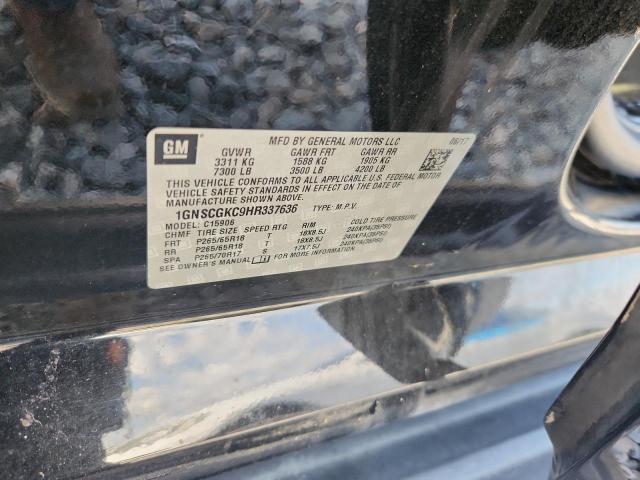 GM
MFD BY GENERAL MOTORS LLC 06/17
GVWR GAWR FRT GAWR RR
3311 KG 1588 KG 1905 KG
7300 LB 3500 LB 4200 LB
THIS VEHICLE CONFORMS TO ALL APPLICABLE U.S. FEDERAL MOTOR
VEHICLE SAFETY STANDARDS IN EFFECT ON THE DATE OF
MANUFACTURE SHOWN ABOVE.
1GNSCGKC9HR337636 TYPE: M.P.V.
MODEL: C15906
CHMF TIRE SIZE SPEED RTG RIM COLD TIRE PRESSURE
FRT P265/65R18 T 18X8.5J 240KPA(35PSI)
RR P265/65R18 T 18X8.5J 240KPA(35PSI)
SPA P265/70R17 S 17X7.5J 240KPA(35PSI)
SEE OWNER'S MANUAL FOR MORE INFORMATION.